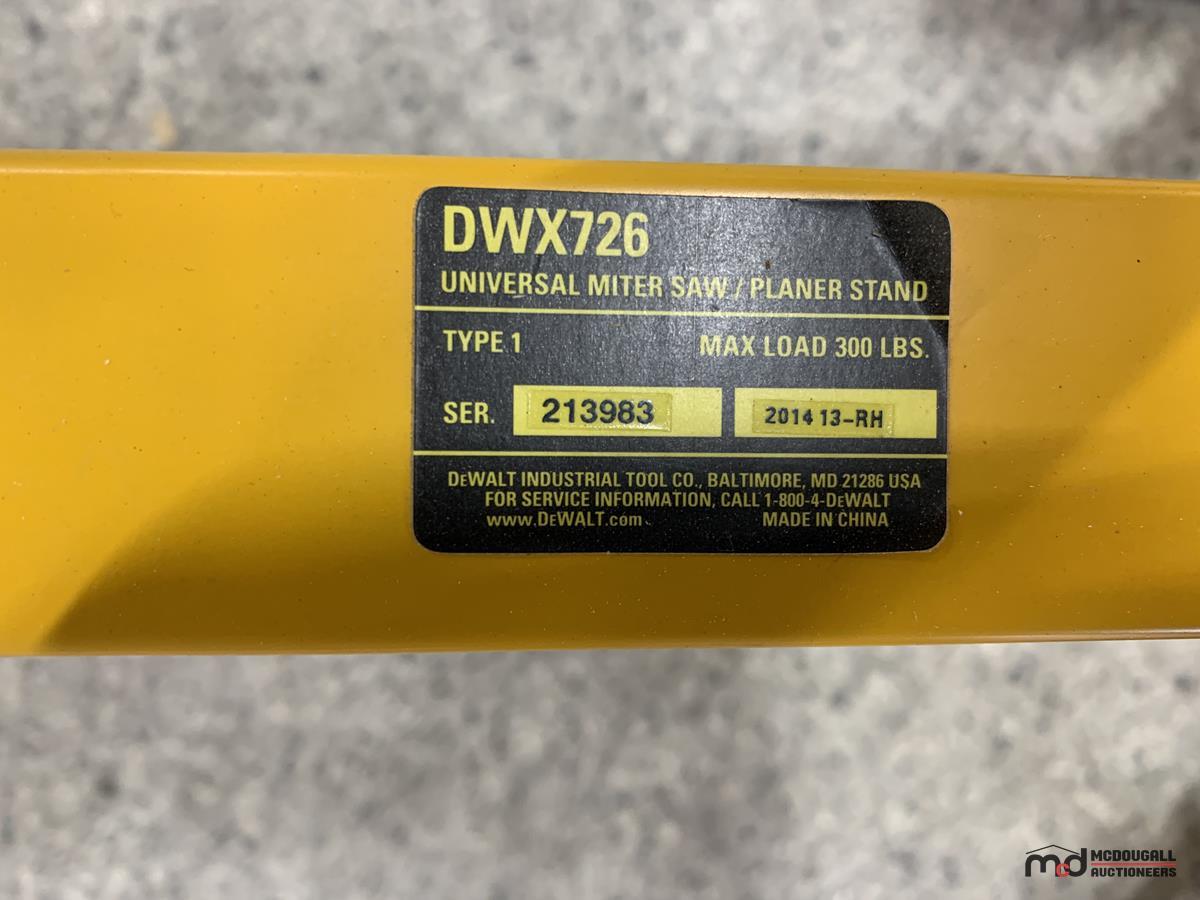 DWX726
UNIVERSAL MITER SAW / PLANER STAND
TYPE 1 MAX LOAD 300 LBS.
SER. 213983 2014 13-RH
DEWALT INDUSTRIAL TOOL CO., BALTIMORE, MD 21286 USA
FOR SERVICE INFORMATION, CALL 1-800-4-DEWALT
www.DEWALT.com MADE IN CHINA
mcd MCDOUGALL
AUCTIONEERS